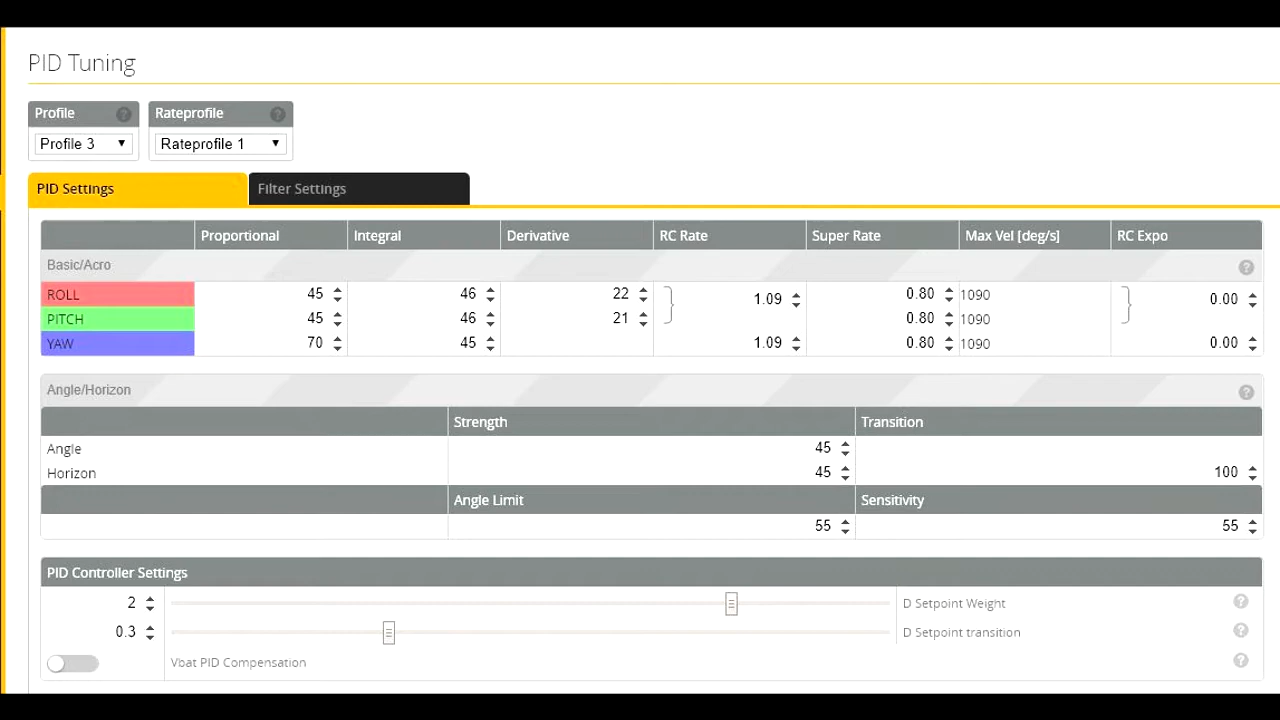 PID Tuning
Profile ? Rateprofile ?
Profile 3 Rateprofile 1
PID Settings Filter Settings
Proportional Integral Derivative RC Rate Super Rate Max Vel [deg/s] RC Expo
Basic/Acro ?
ROLL 45 46 22 1.09 0.80 1090 0.00
PITCH 45 46 21 0.80 1090
YAW 70 45 1.09 0.80 1090 0.00
Angle/Horizon ?
Strength Transition
Angle 45
Horizon 45 100
Angle Limit Sensitivity
55 55
PID Controller Settings
2 D Setpoint Weight ?
0.3 D Setpoint transition ?
Vbat PID Compensation ?